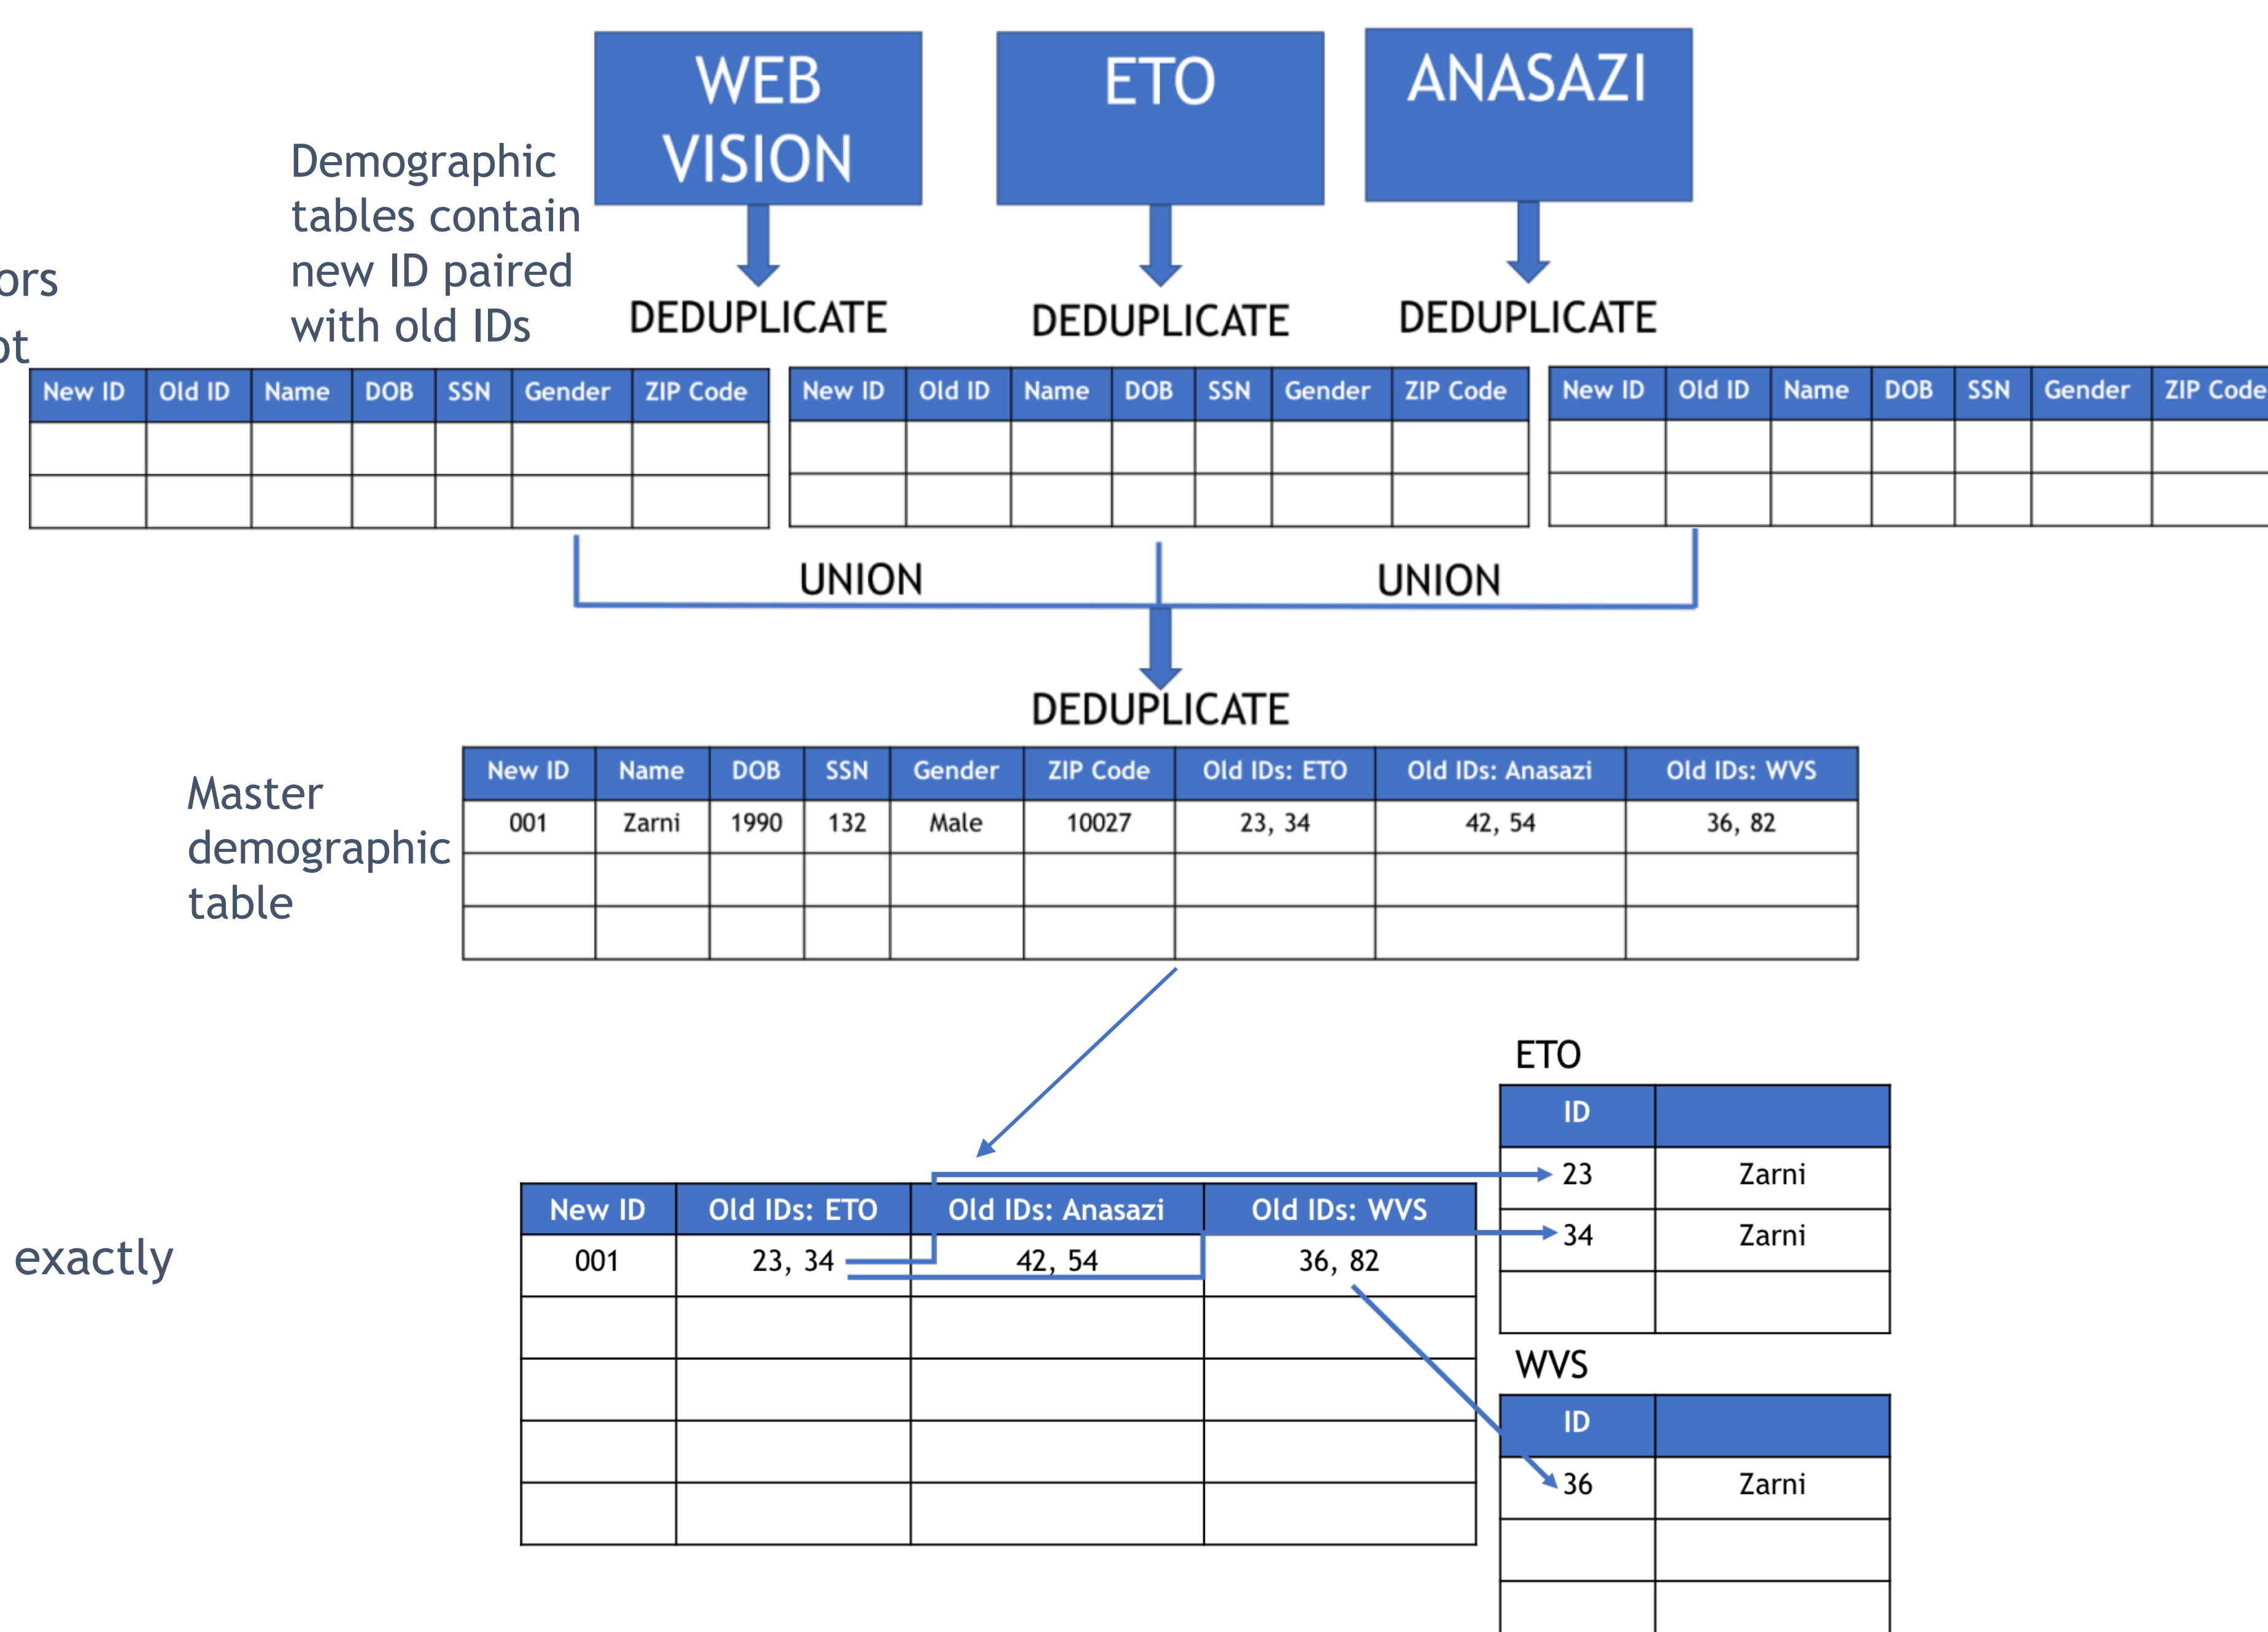 WEB
VISION
ETO
ANASAZI
Demographic
tables contain
new ID paired
with old IDs
ors
ot
DEDUPLICATE
DEDUPLICATE
DEDUPLICATE
New ID Old ID Name DOB SSN Gender ZIP Code
New ID Old ID Name DOB SSN Gender ZIP Code
New ID Old ID Name DOB SSN Gender ZIP Code
UNION
UNION
DEDUPLICATE
Master
demographic
table
New ID Name DOB SSN Gender ZIP Code Old IDs: ETO Old IDs: Anasazi Old IDs: WVS
001 Zarni 1990 132 Male 10027 23, 34 42, 54 36, 82
exactly
New ID Old IDs: ETO Old IDs: Anasazi Old IDs: WVS
001 23, 34 42, 54 36, 82
ETO
ID
23 Zarni
34 Zarni
WVS
ID
36 Zarni